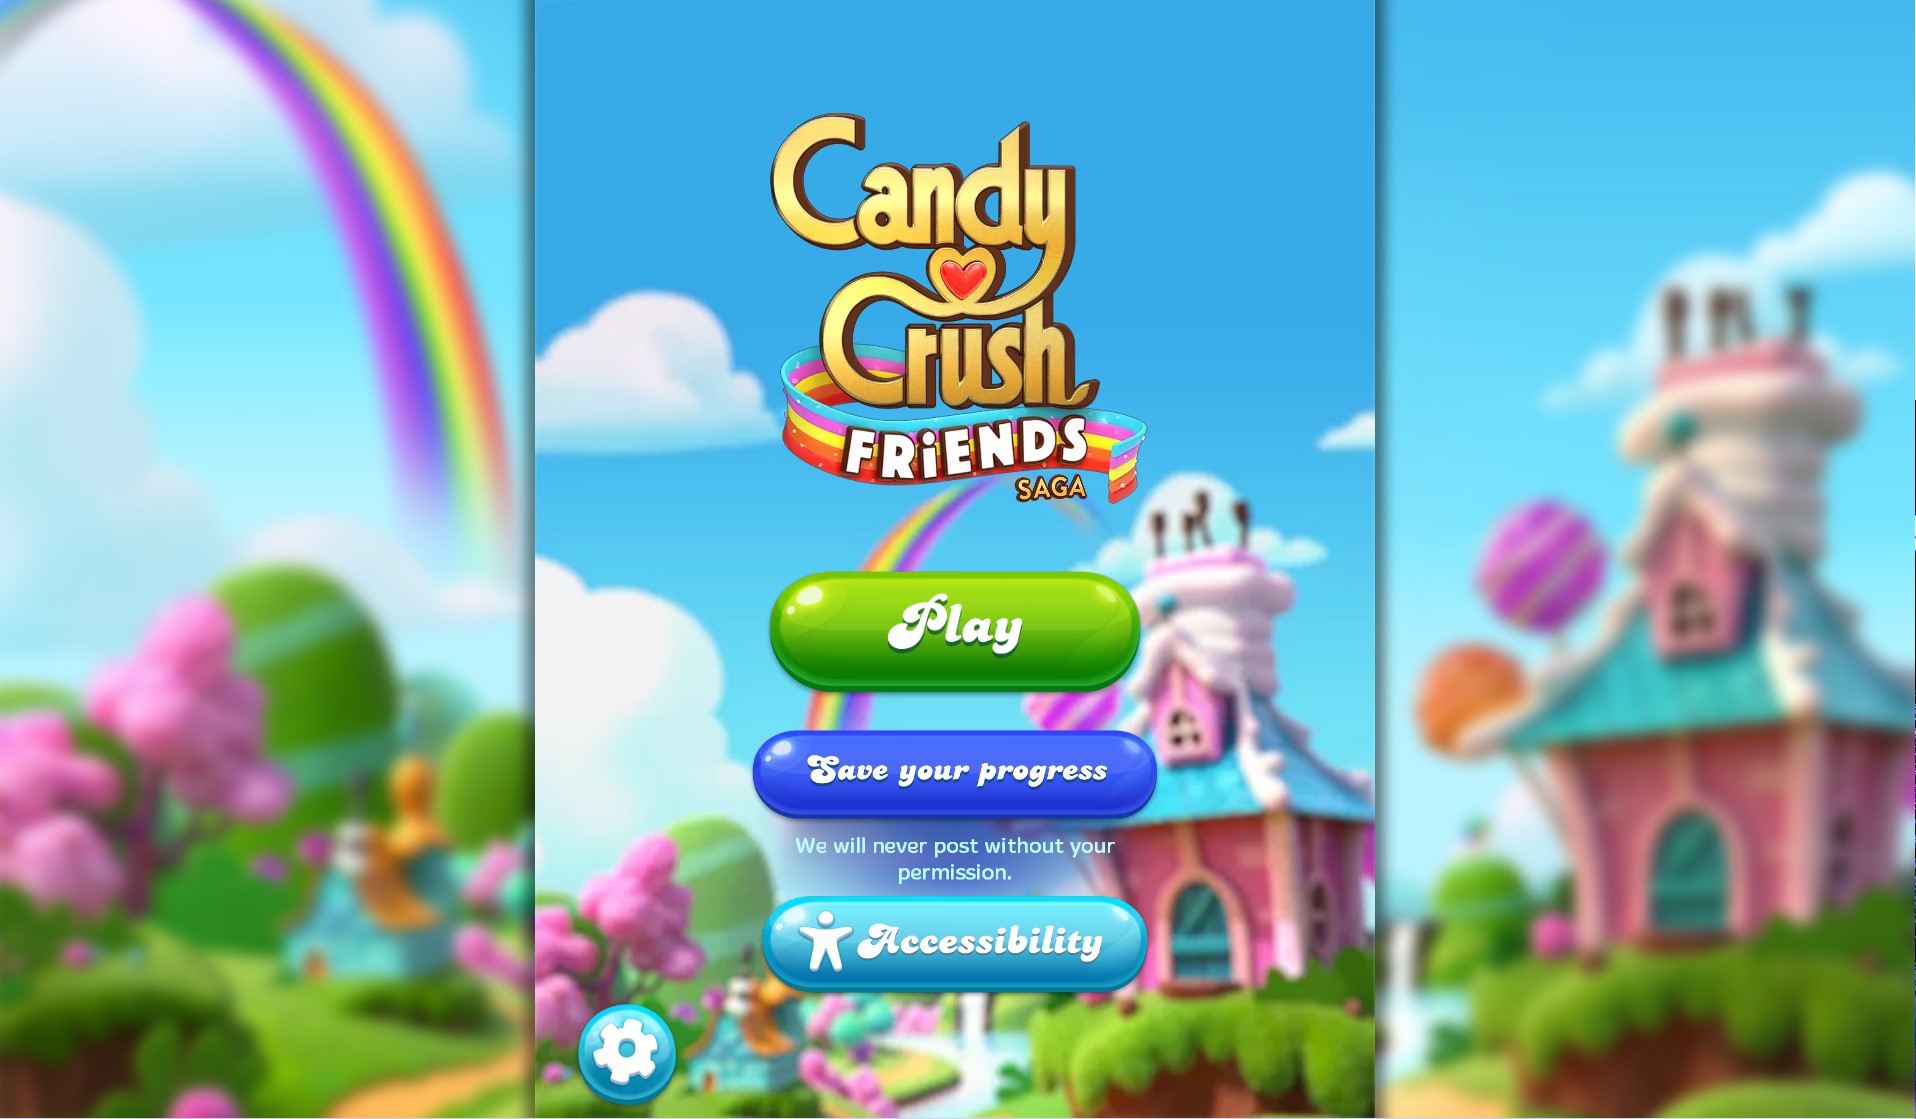 Candy
Crush
FRiENDS
SAGA
Play
Save your progress
We will never post without your
permission.
Accessibility